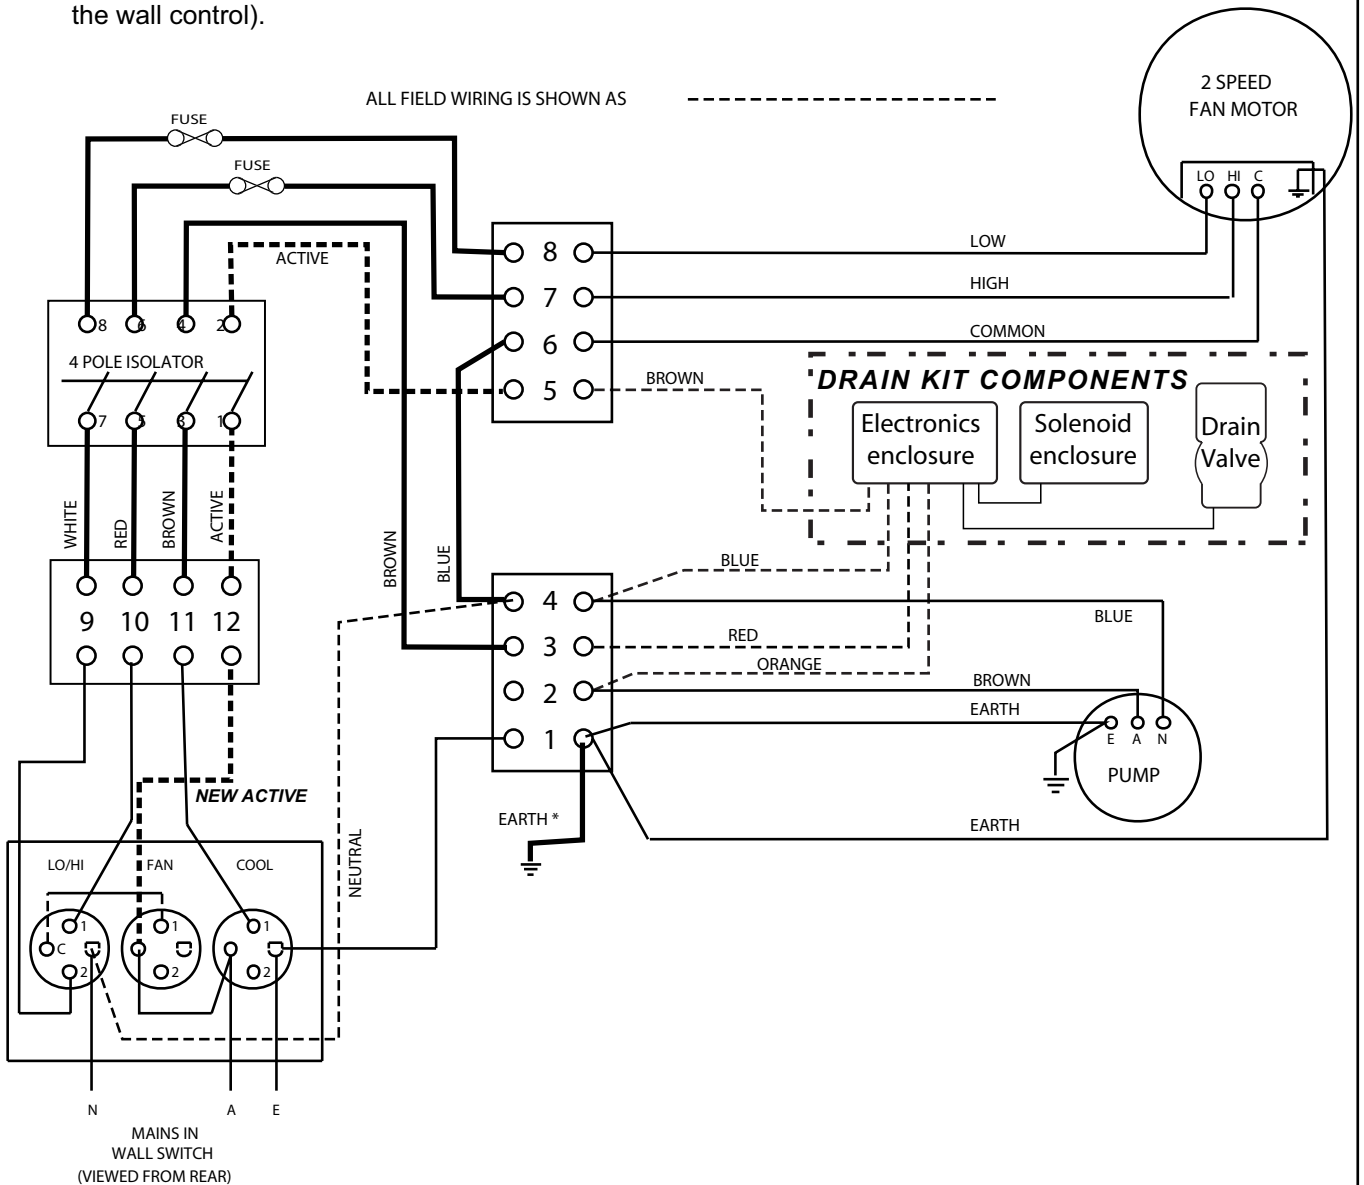 the wall control).
2 SPEED
FAN MOTOR
ALL FIELD WIRING IS SHOWN AS
FUSE
FUSE
LO HI C
ACTIVE
8
7
6
5
LOW
HIGH
COMMON
BROWN
8 6 4 2
4 POLE ISOLATOR
7 5 3 1
DRAIN KIT COMPONENTS
Electronics
enclosure
Solenoid
enclosure
Drain
Valve
WHITE
RED
BROWN
ACTIVE
BROWN
BLUE
9 10 11 12
4
3
2
1
BLUE
RED
ORANGE
BLUE
BROWN
EARTH
E A N
PUMP
EARTH
EARTH *
NEW ACTIVE
NEUTRAL
LO/HI FAN COOL
1 1 1
C
2 2 2
N A E
MAINS IN
WALL SWITCH
(VIEWED FROM REAR)